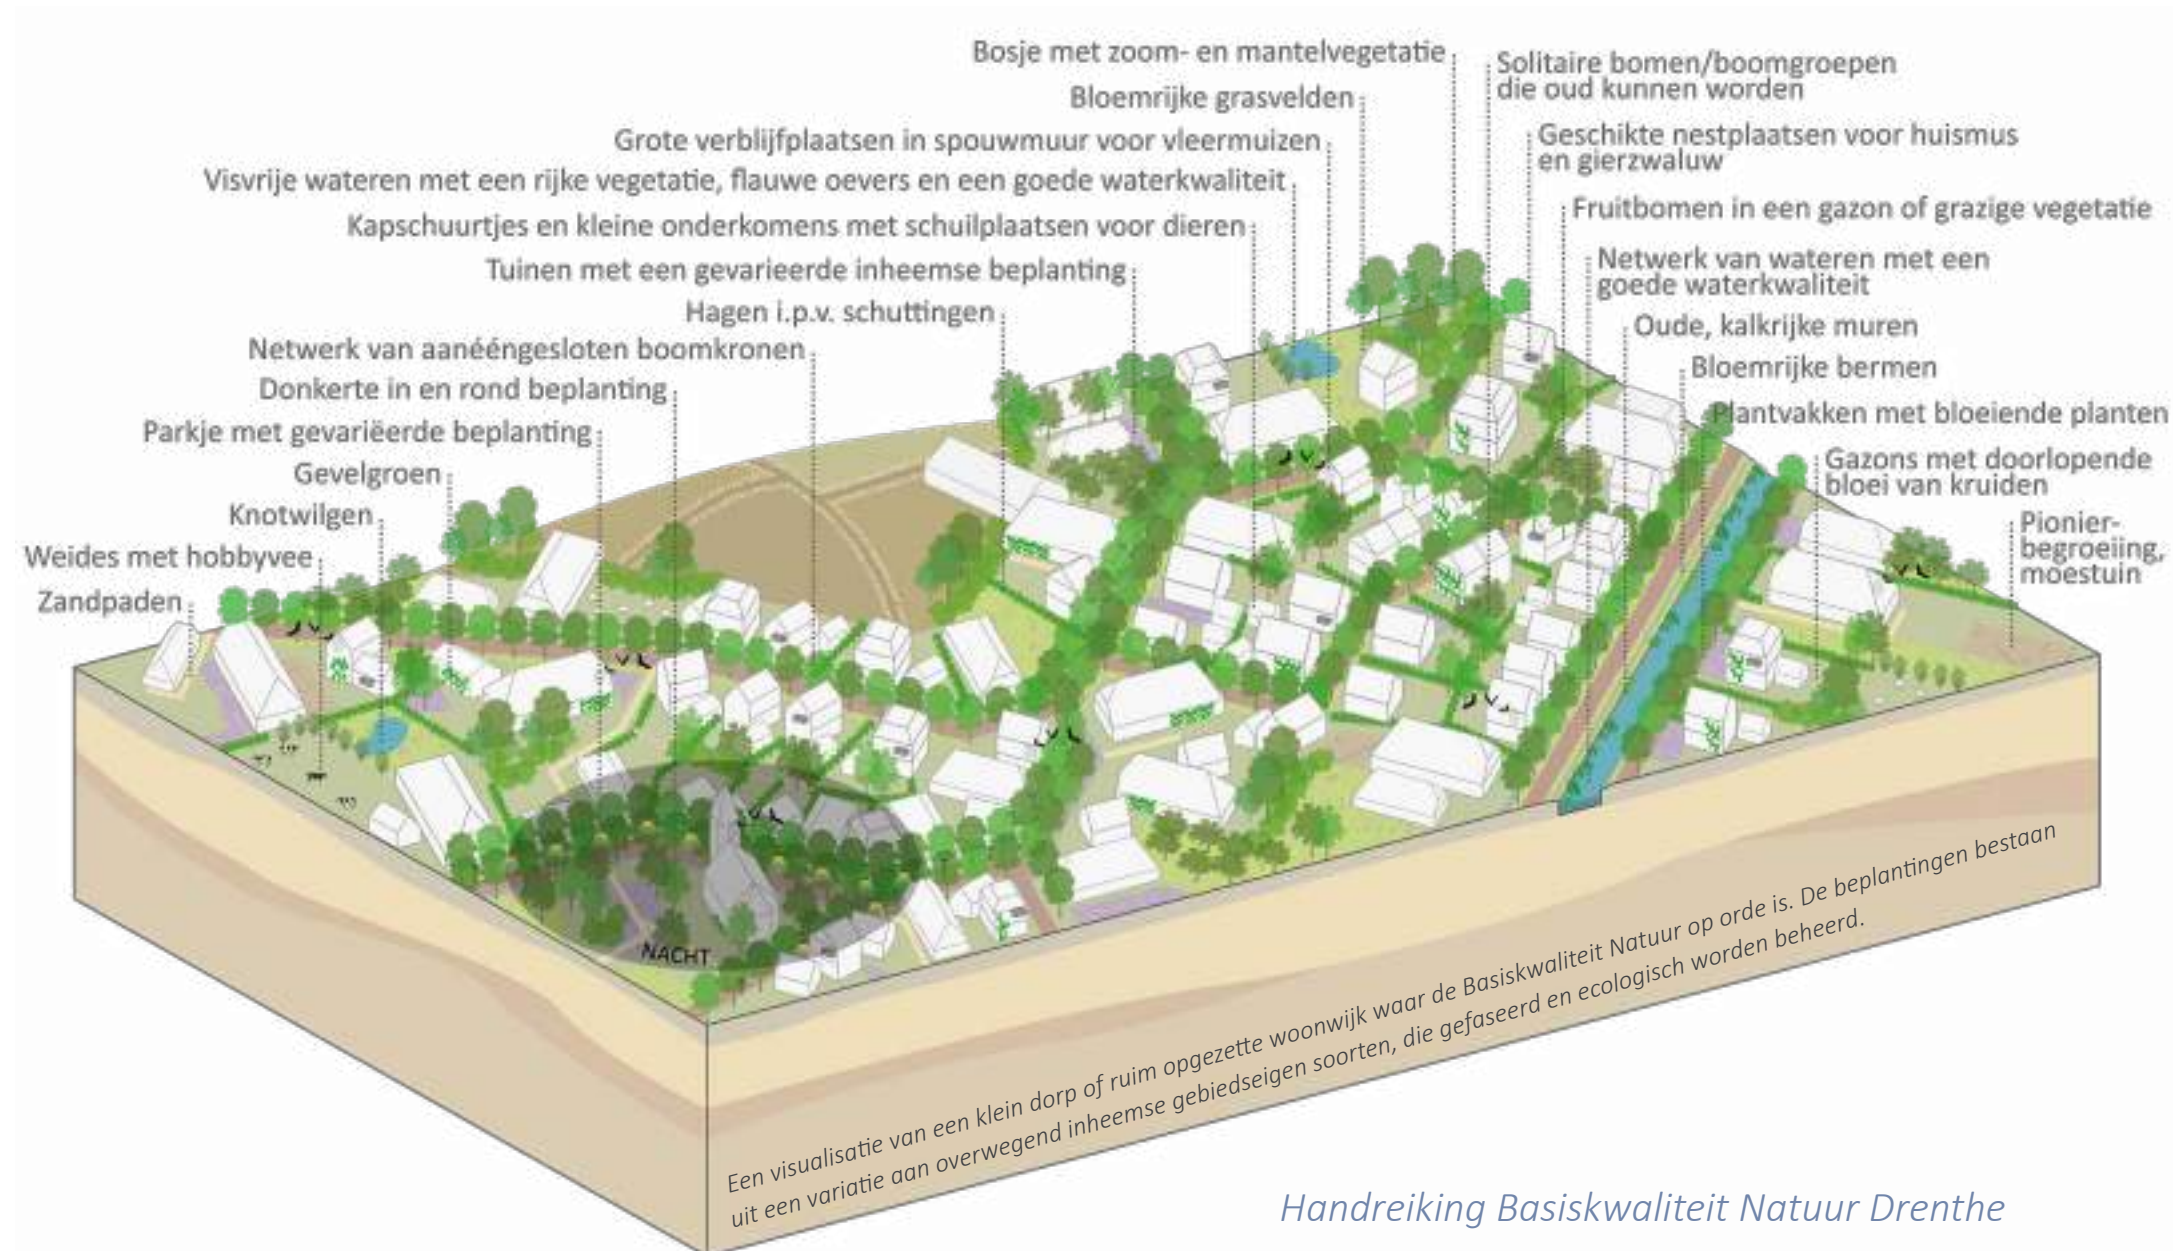 Bosje met zoom- en mantelvegetatie
Bloemrijke grasvelden
Grote verblijfplaatsen in spouwmuur voor vleermuizen
Visvrije wateren met een rijke vegetatie, flauwe oevers en een goede waterkwaliteit
Kapschuurtjes en kleine onderkomens met schuilplaatsen voor dieren
Tuinen met een gevarieerde inheemse beplanting
Hagen i.p.v. schuttingen
Netwerk van aanééngesloten boomkronen
Donkerte in en rond beplanting
Parkje met gevariëerde beplanting
Gevelgroen
Knotwilgen
Weides met hobbyvee
Zandpaden
Solitaire bomen/boomgroepen
die oud kunnen worden
Geschikte nestplaatsen voor huismus
en gierzwaluw
Fruitbomen in een gazon of grazige vegetatie
Netwerk van wateren met een
goede waterkwaliteit
Oude, kalkrijke muren
Bloemrijke bermen
Plantvakken met bloeiende planten
Gazons met doorlopende
bloei van kruiden
Pionier-
begroeiing,
moestuin
NACHT
Een visualisatie van een klein dorp of ruim opgezette woonwijk waar de Basiskwaliteit Natuur op orde is. De beplantingen bestaan
uit een variatie aan overwegend inheemse gebiedseigen soorten, die gefaseerd en ecologisch worden beheerd.
Handreiking Basiskwaliteit Natuur Drenthe